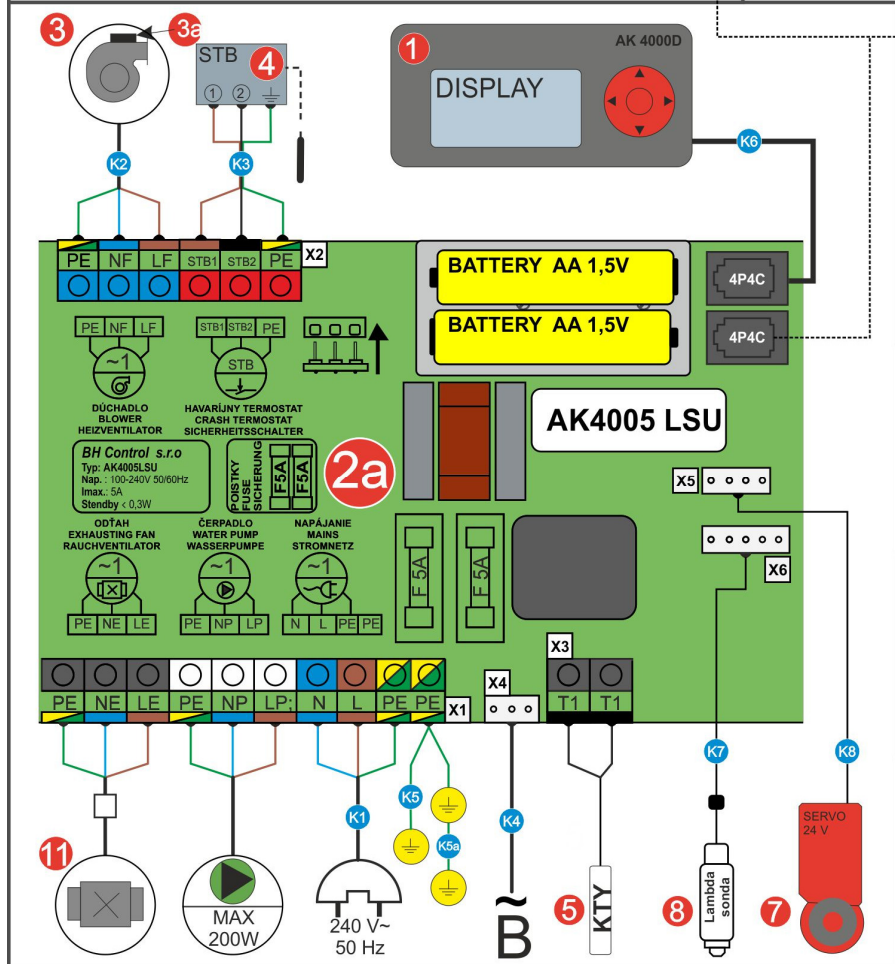 3
3a
STB
4
1
2
1
AK 4000D
DISPLAY
K2
K3
K6
PE NF LF STB1 STB2 PE
X2
BATTERY AA 1,5V
BATTERY AA 1,5V
4P4C
4P4C
PE NF LF
STB1 STB2 PE
~1
STB
DÚCHADLO
BLOWER
HEIZVENTILATOR
HAVARÍJNY TERMOSTAT
CRASH TERMOSTAT
SICHERHEITSSCHALTER
AK4005 LSU
BH Control s.r.o
Typ: AK4005LSU
Nap. : 100-240V 50/60Hz
Imax.: 5A
Stendby < 0,3W
POISTKY
FUSE
SICHERUNG
F5A
F5A
2a
X5
X6
ODŤAH
EXHAUSTING FAN
RAUCHVENTILATOR
ČERPADLO
WATER PUMP
WASSERPUMPE
NAPÁJANIE
MAINS
STROMNETZ
~1
~1
~1
PE NE LE
PE NP LP
N L PE PE
F 5A
F 5A
X3
X4
PE NE LE PE NP LP; N L PE PE
X1
T1 T1
K7
K8
K1
K5
K5a
K4
11
MAX
200W
240 V~
50 Hz
~
B
5
KTY
8
Lambda
sonda
7
SERVO
24 V